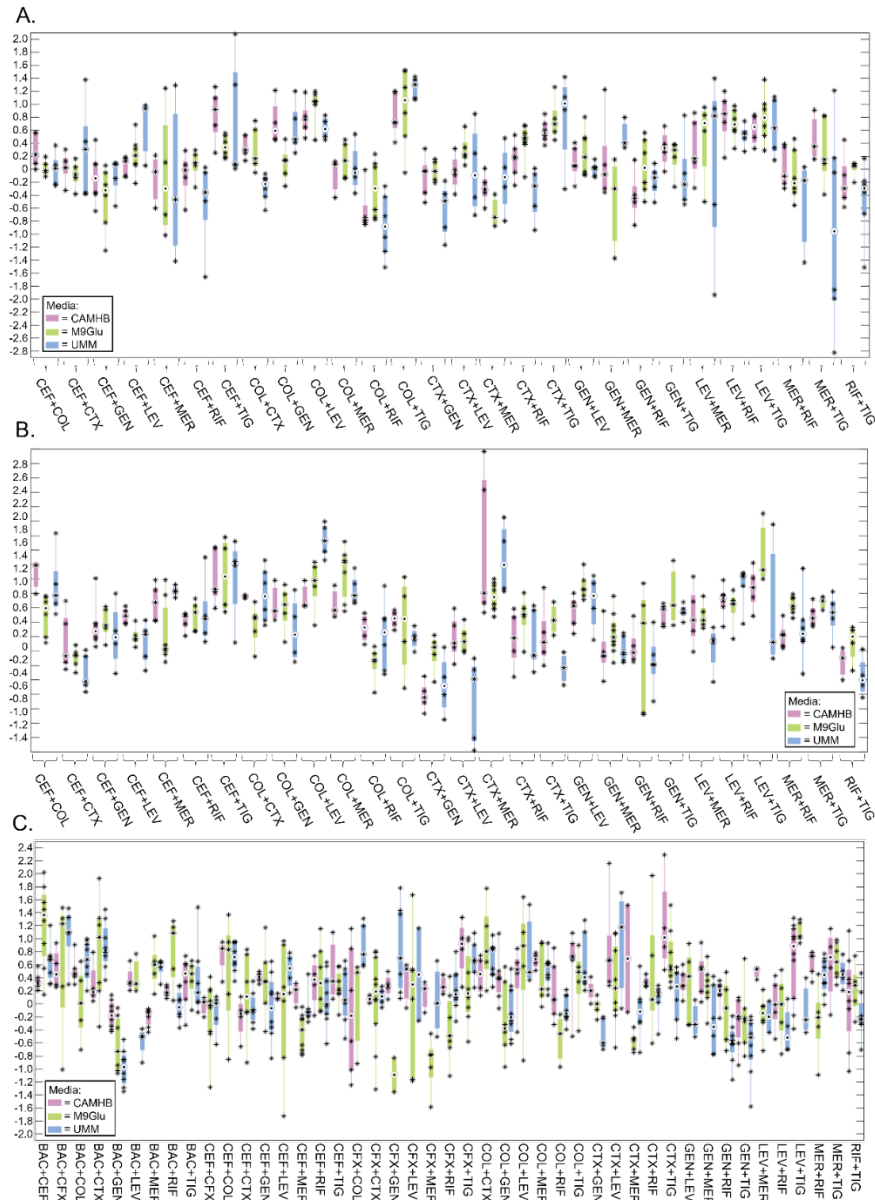 A.
2.0
1.8
1.6
1.4
1.2
1.0
0.8
0.6
0.4
0.2
0
-0.2
-0.4
-0.6
-0.8
-1.0
-1.2
-1.4
-1.6
-1.8
-2.0
-2.2
-2.4
-2.6
-2.8
Media:
= CAMHB
= M9Glu
= UMM
CEF+COL
CEF+CTX
CEF+GEN
CEF+LEV
CEF+MER
CEF+RIF
CEF+TIG
COL+CTX
COL+GEN
COL+LEV
COL+MER
COL+RIF
COL+TIG
CTX+GEN
CTX+LEV
CTX+MER
CTX+RIF
CTX+TIG
GEN+LEV
GEN+MER
GEN+RIF
GEN+TIG
LEV+MER
LEV+RIF
LEV+TIG
MER+RIF
MER+TIG
RIF+TIG
B.
2.8
2.6
2.4
2.2
2.0
1.8
1.6
1.4
1.2
1.0
0.8
0.6
0.4
0.2
0
-0.2
-0.4
-0.6
-0.8
-1.0
-1.2
-1.4
Media:
= CAMHB
= M9Glu
= UMM
CEF+COL
CEF+CTX
CEF+GEN
CEF+LEV
CEF+MER
CEF+RIF
CEF+TIG
COL+CTX
COL+GEN
COL+LEV
COL+MER
COL+RIF
COL+TIG
CTX+GEN
CTX+LEV
CTX+MER
CTX+RIF
CTX+TIG
GEN+LEV
GEN+MER
GEN+RIF
GEN+TIG
LEV+MER
LEV+RIF
LEV+TIG
MER+RIF
MER+TIG
RIF+TIG
C.
2.4
2.2
2.0
1.8
1.6
1.4
1.2
1.0
0.8
0.6
0.4
0.2
0
-0.2
-0.4
-0.6
-0.8
-1.0
-1.2
-1.4
-1.6
-1.8
-2.0
Media:
= CAMHB
= M9Glu
= UMM
BAC+CEF
BAC+CFX
BAC+COL
BAC+CTX
BAC+GEN
BAC+LEV
BAC+MER
BAC+RIF
BAC+TIG
CEF+CFX
CEF+COL
CEF+CTX
CEF+GEN
CEF+LEV
CEF+MER
CEF+RIF
CEF+TIG
CFX+COL
CFX+CTX
CFX+GEN
CFX+LEV
CFX+MER
CFX+RIF
CFX+TIG
COL+CTX
COL+GEN
COL+LEV
COL+MER
COL+RIF
COL+TIG
CTX+GEN
CTX+LEV
CTX+MER
CTX+RIF
CTX+TIG
GEN+LEV
GEN+MER
GEN+RIF
GEN+TIG
LEV+MER
LEV+RIF
LEV+TIG
MER+RIF
MER+TIG
RIF+TIG